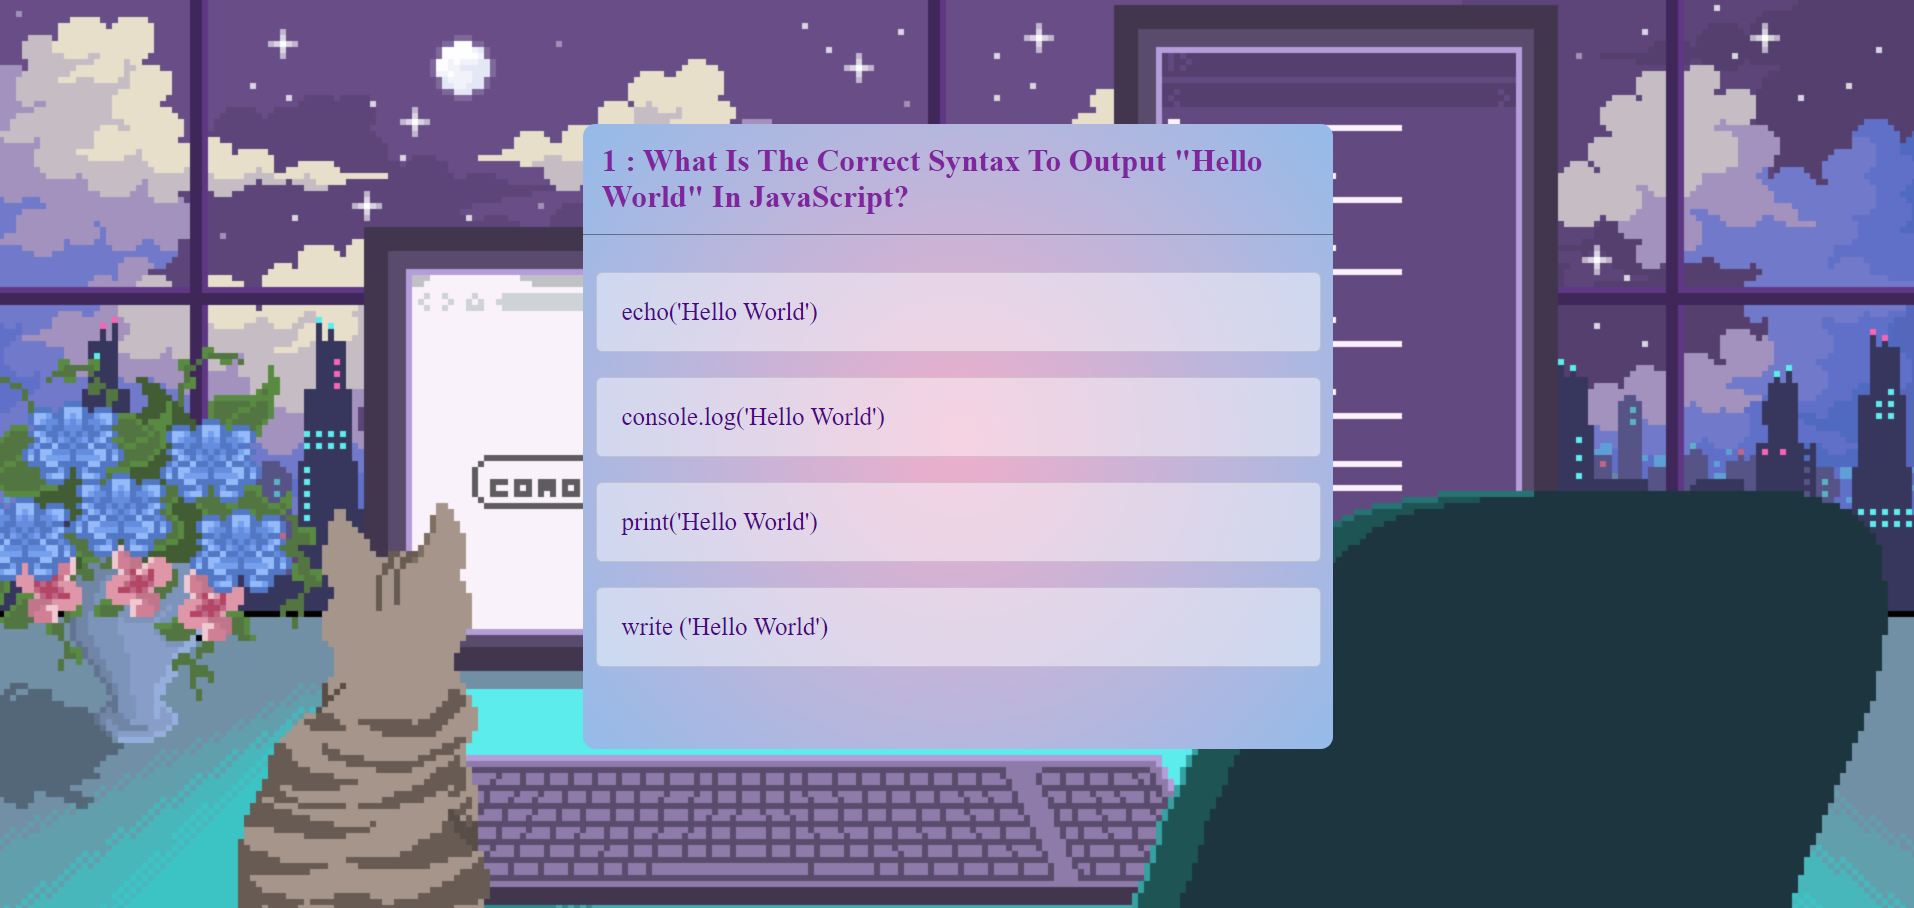 1 : What Is The Correct Syntax To Output "Hello
World" In JavaScript?
echo('Hello World')
console.log('Hello World')
print('Hello World')
write ('Hello World')